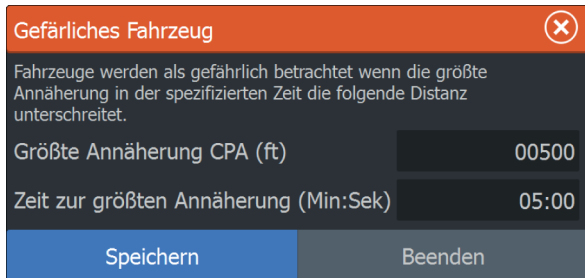 Gefärliches Fahrzeug
Fahrzeuge werden als gefährlich betrachtet wenn die größte
Annäherung in der spezifizierten Zeit die folgende Distanz
unterschreitet.
Größte Annäherung CPA (ft) 00500
Zeit zur größten Annäherung (Min:Sek) 05:00
Speichern Beenden